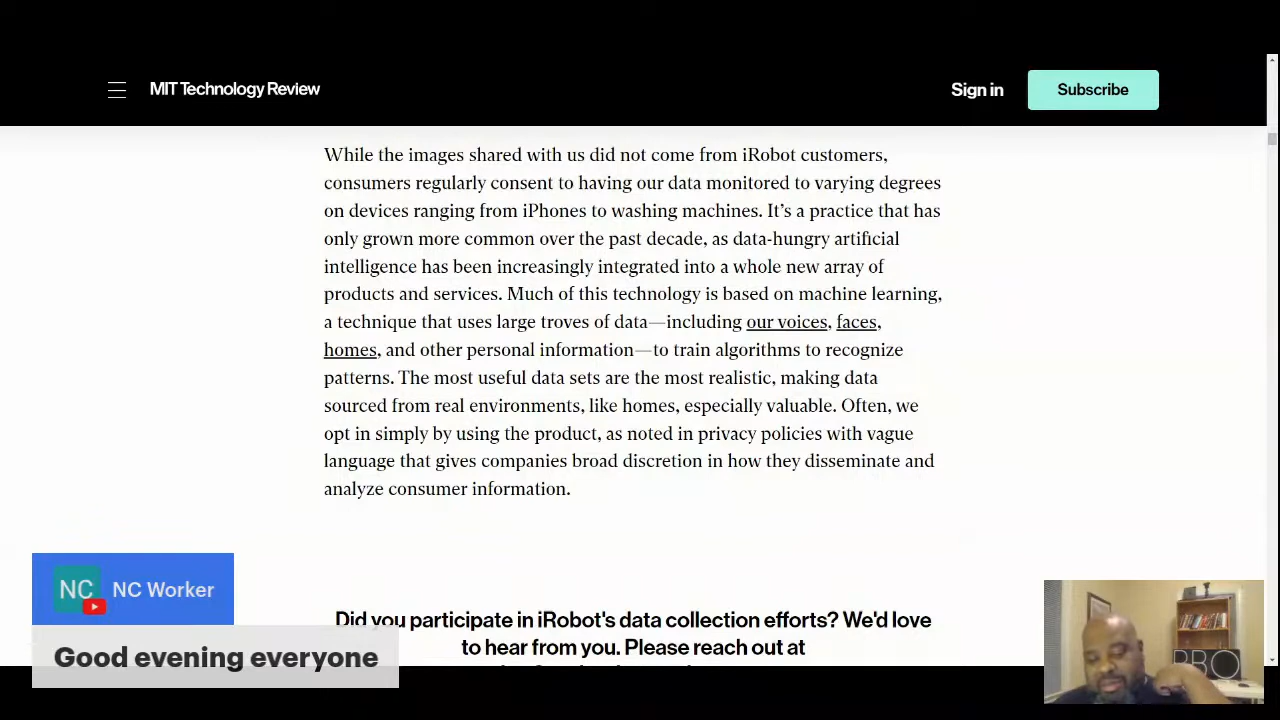 MIT Technology Review
Sign in
Subscribe
While the images shared with us did not come from iRobot customers,
consumers regularly consent to having our data monitored to varying degrees
on devices ranging from iPhones to washing machines. It’s a practice that has
only grown more common over the past decade, as data-hungry artificial
intelligence has been increasingly integrated into a whole new array of
products and services. Much of this technology is based on machine learning,
a technique that uses large troves of data—including our voices, faces,
homes, and other personal information—to train algorithms to recognize
patterns. The most useful data sets are the most realistic, making data
sourced from real environments, like homes, especially valuable. Often, we
opt in simply by using the product, as noted in privacy policies with vague
language that gives companies broad discretion in how they disseminate and
analyze consumer information.
Did you participate in iRobot's data collection efforts? We'd love
to hear from you. Please reach out at
NC
NC Worker
Good evening everyone